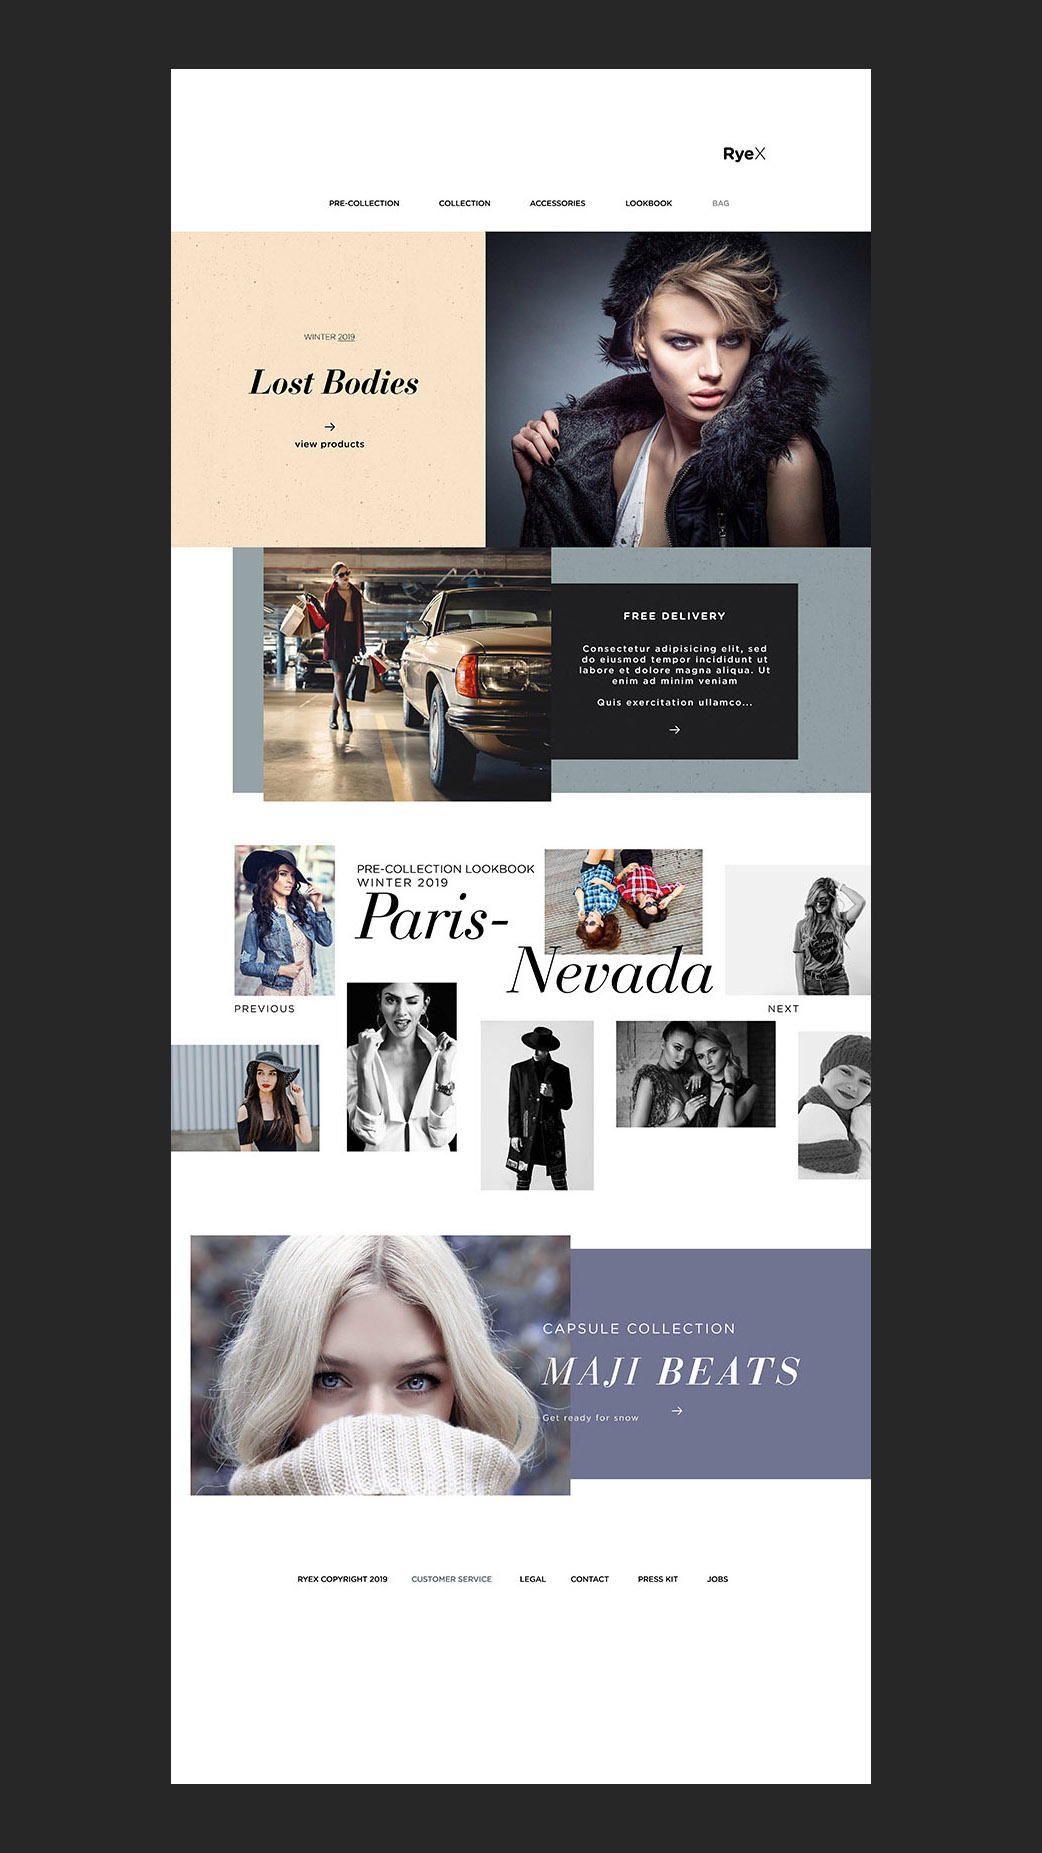 RyeX
PRE-COLLECTION COLLECTION ACCESSORIES LOOKBOOK BAG
WINTER 2019
Lost Bodies
→
view products
FREE DELIVERY
Consectetur adipisicing elit, sed
do eiusmod tempor incididunt ut
labore et dolore magna aliqua. Ut
enim ad minim veniam
Quis exercitation ullamco...
→
PRE-COLLECTION LOOKBOOK
WINTER 2019
Paris-
Nevada
PREVIOUS
NEXT
CAPSULE COLLECTION
MAJI BEATS
Get ready for snow →
RYEX COPYRIGHT 2019 CUSTOMER SERVICE LEGAL CONTACT PRESS KIT JOBS